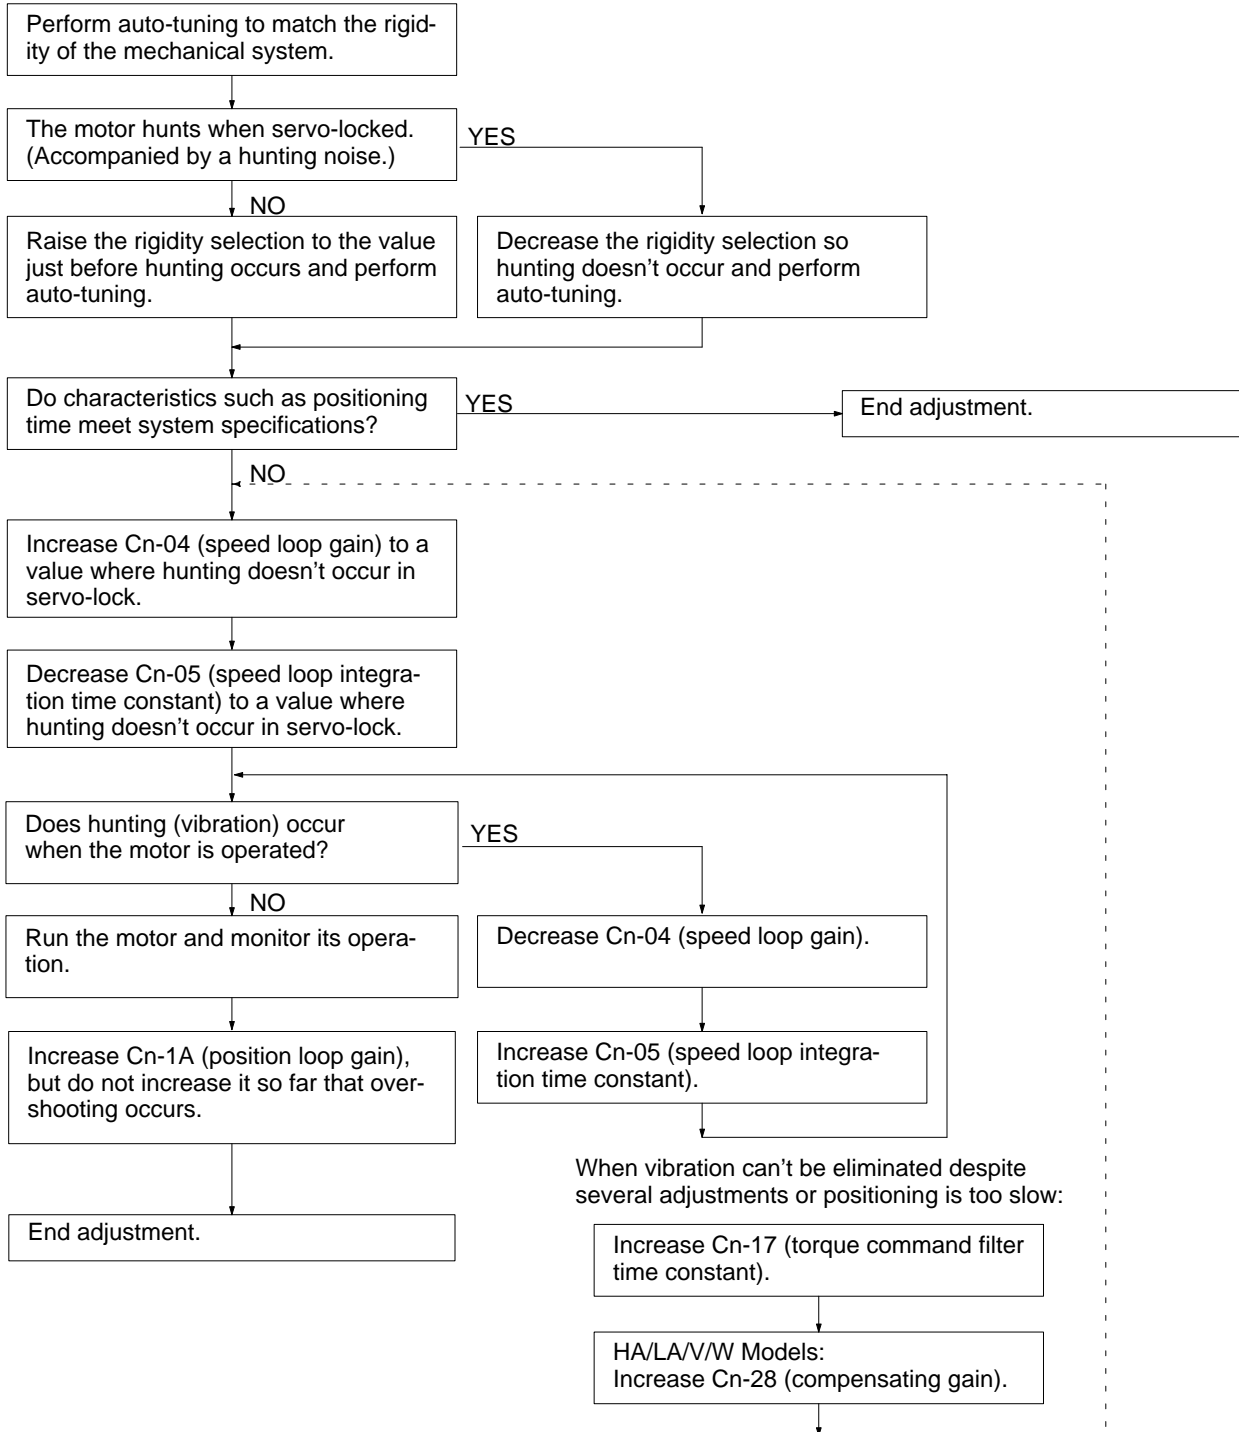 Perform auto-tuning to match the rigid-
ity of the mechanical system.
The motor hunts when servo-locked.
(Accompanied by a hunting noise.)
YES
NO
Raise the rigidity selection to the value
just before hunting occurs and perform
auto-tuning.
Decrease the rigidity selection so
hunting doesn’t occur and perform
auto-tuning.
Do characteristics such as positioning
time meet system specifications?
YES
End adjustment.
NO
Increase Cn-04 (speed loop gain) to a
value where hunting doesn’t occur in
servo-lock.
Decrease Cn-05 (speed loop integra-
tion time constant) to a value where
hunting doesn’t occur in servo-lock.
Does hunting (vibration) occur
when the motor is operated?
YES
NO
Run the motor and monitor its opera-
tion.
Decrease Cn-04 (speed loop gain).
Increase Cn-1A (position loop gain),
but do not increase it so far that over-
shooting occurs.
Increase Cn-05 (speed loop integra-
tion time constant).
End adjustment.
When vibration can’t be eliminated despite
several adjustments or positioning is too slow:
Increase Cn-17 (torque command filter
time constant).
HA/LA/V/W Models:
Increase Cn-28 (compensating gain).